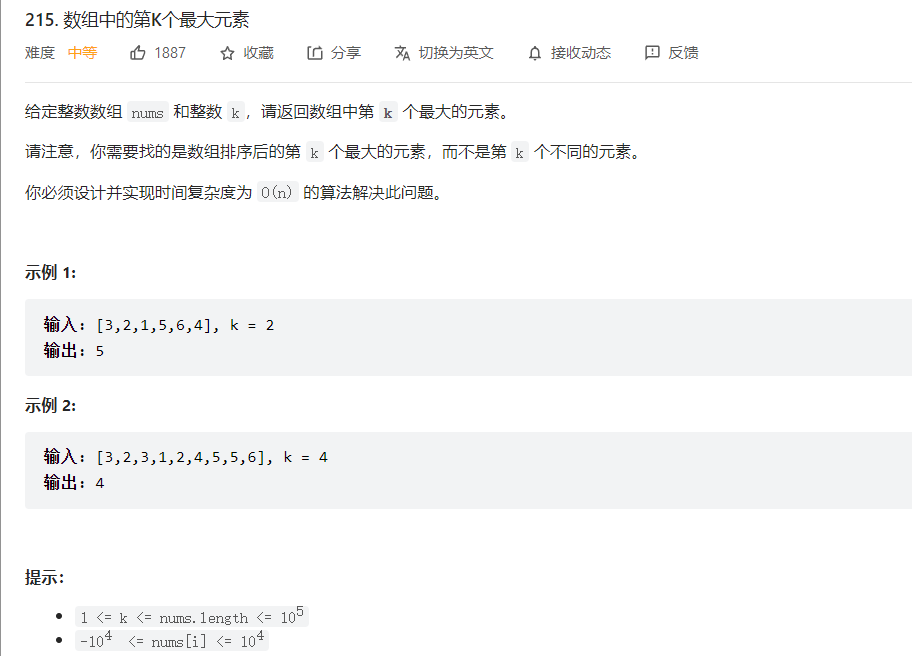 215. 数组中的第K个最大元素
难度 中等 1887 收藏 分享 切换为英文 接收动态 反馈
给定整数数组 nums 和整数 k，请返回数组中第 k 个最大的元素。
请注意，你需要找的是数组排序后的第 k 个最大的元素，而不是第 k 个不同的元素。
你必须设计并实现时间复杂度为 O(n) 的算法解决此问题。
示例 1:
输入: [3,2,1,5,6,4], k = 2
输出: 5
示例 2:
输入: [3,2,3,1,2,4,5,5,6], k = 4
输出: 4
提示：
• 1 <= k <= nums.length <= 10⁵
• -10⁴ <= nums[i] <= 10⁴